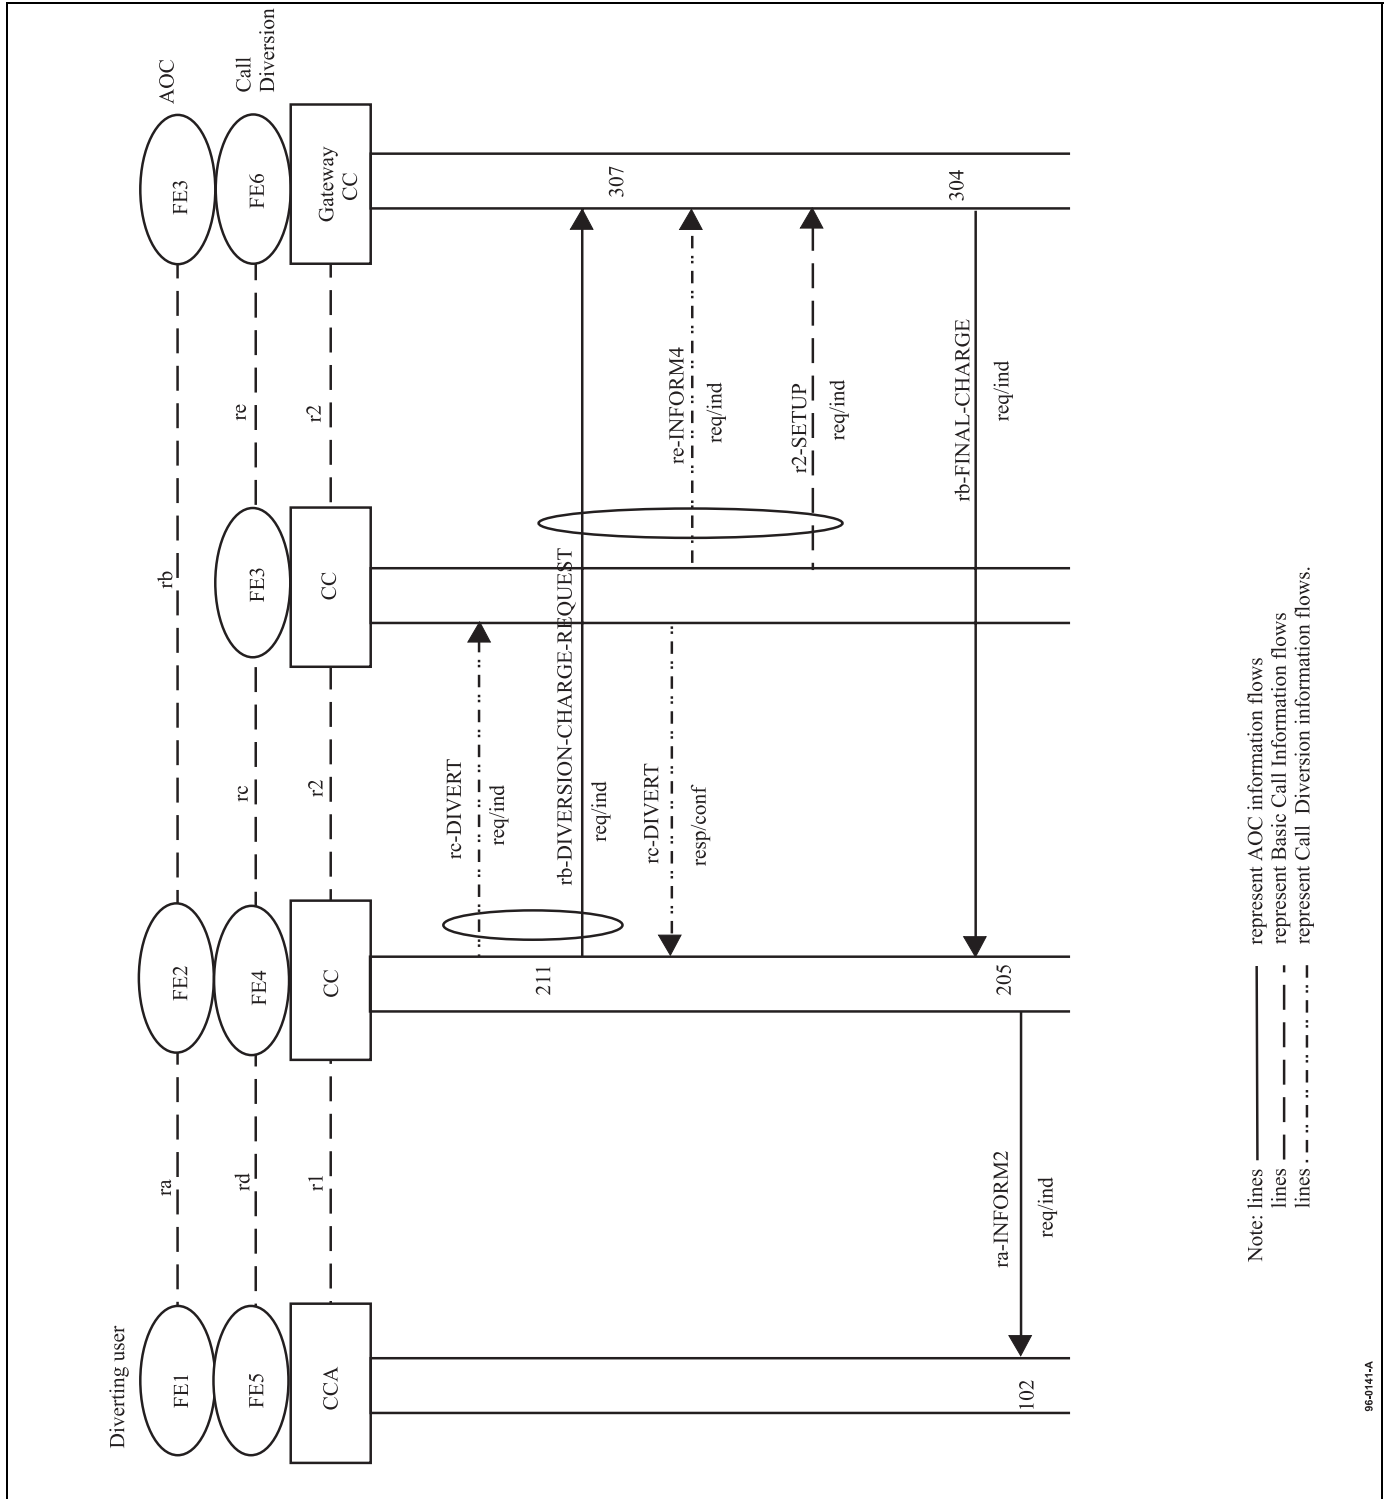 Diverting user
AOC
FE1
ra
FE2
rb
FE3
Call
Diversion
FE5
rd
FE4
rc
FE3
re
FE6
CCA
r1
CC
r2
CC
r2
Gateway
CC
rc-DIVERT
req/ind
211
rb-DIVERSION-CHARGE-REQUEST
req/ind
307
rc-DIVERT
resp/conf
re-INFORM4
req/ind
r2-SETUP
req/ind
304
rb-FINAL-CHARGE
req/ind
205
ra-INFORM2
req/ind
102
Note: lines represent AOC information flows
lines represent Basic Call Information flows
lines represent Call Diversion information flows.
96-0141-A